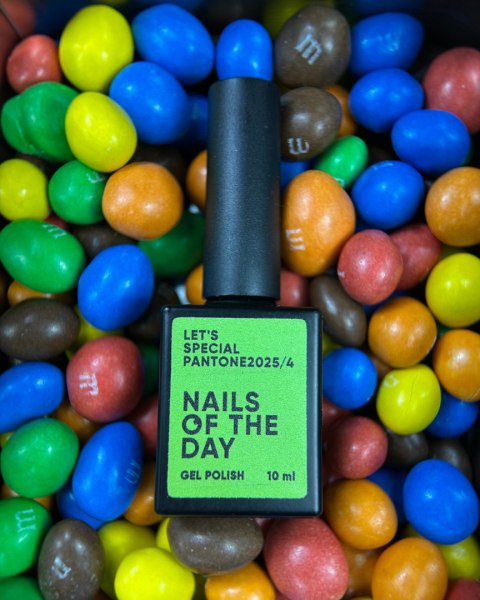 LET'S
SPECIAL
PANTONE2025/4
NAILS
OF THE
DAY
GEL POLISH 10 ml
m
m
m
m
m
m